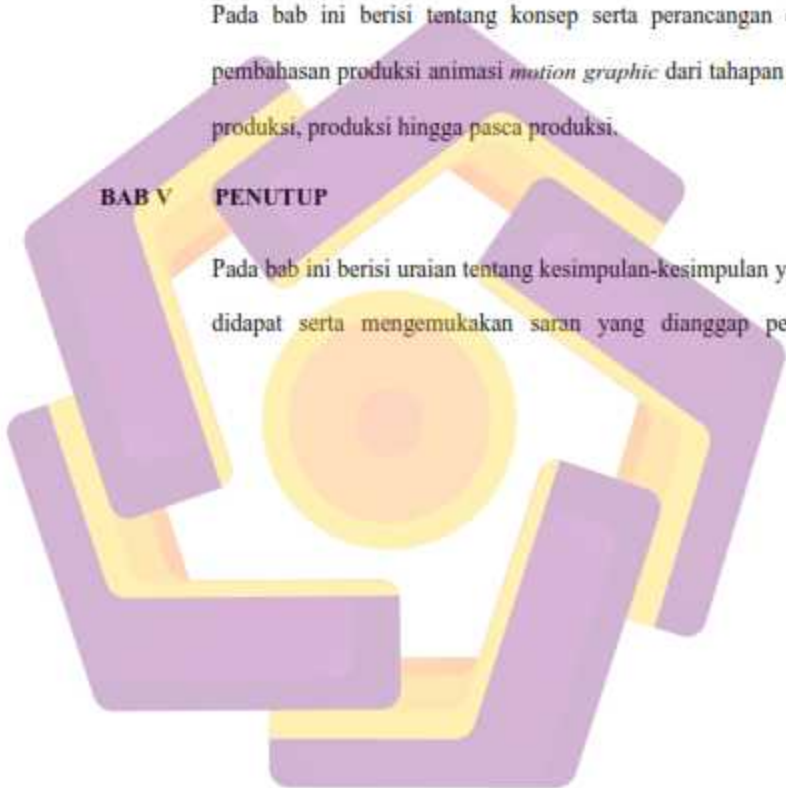 Pada bab ini berisi tentang konsep serta perancangan
pembahasan produksi animasi motion graphic dari tahapan
produksi, produksi hingga pasca produksi.
BAB V PENUTUP
Pada bab ini berisi uraian tentang kesimpulan-kesimpulan
didapat serta mengemukakan saran yang dianggap